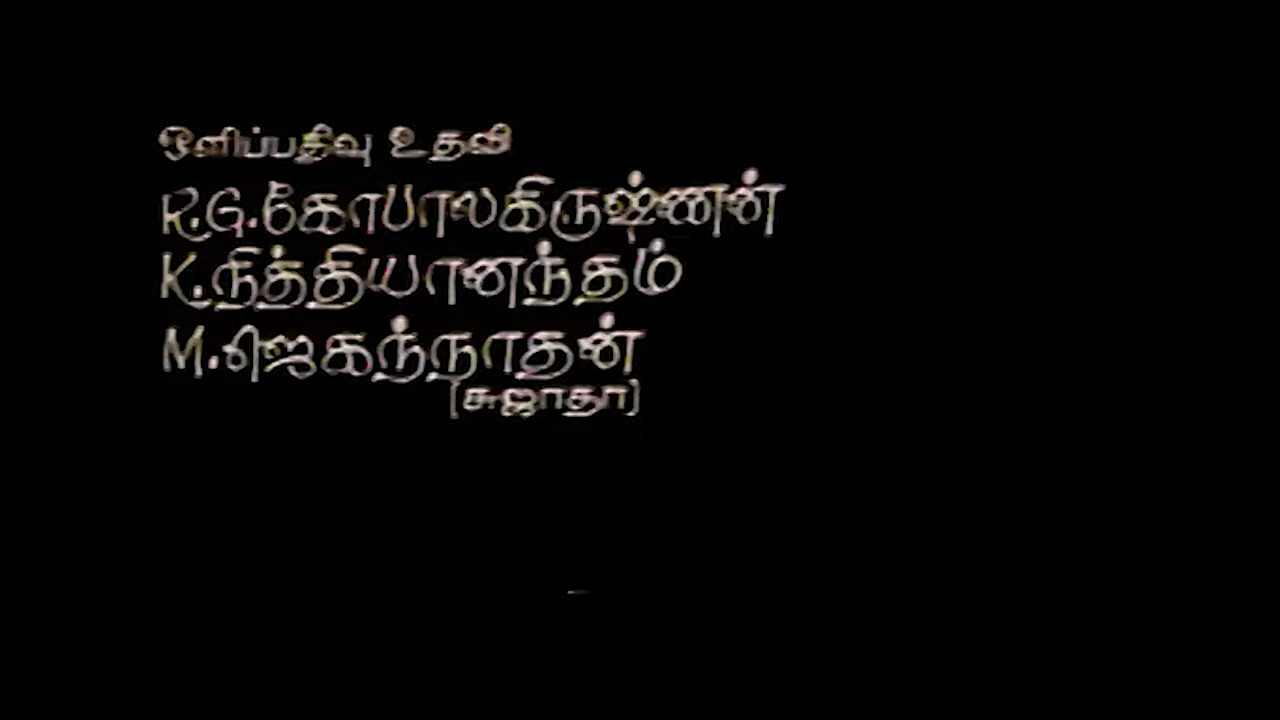 ஒளிப்பதிவு உதவி
R.G.கோபாலகிருஷ்ணன்
K.நித்தியானந்தம்
M.ஜெகந்நாதன்
(சுஜாதா)